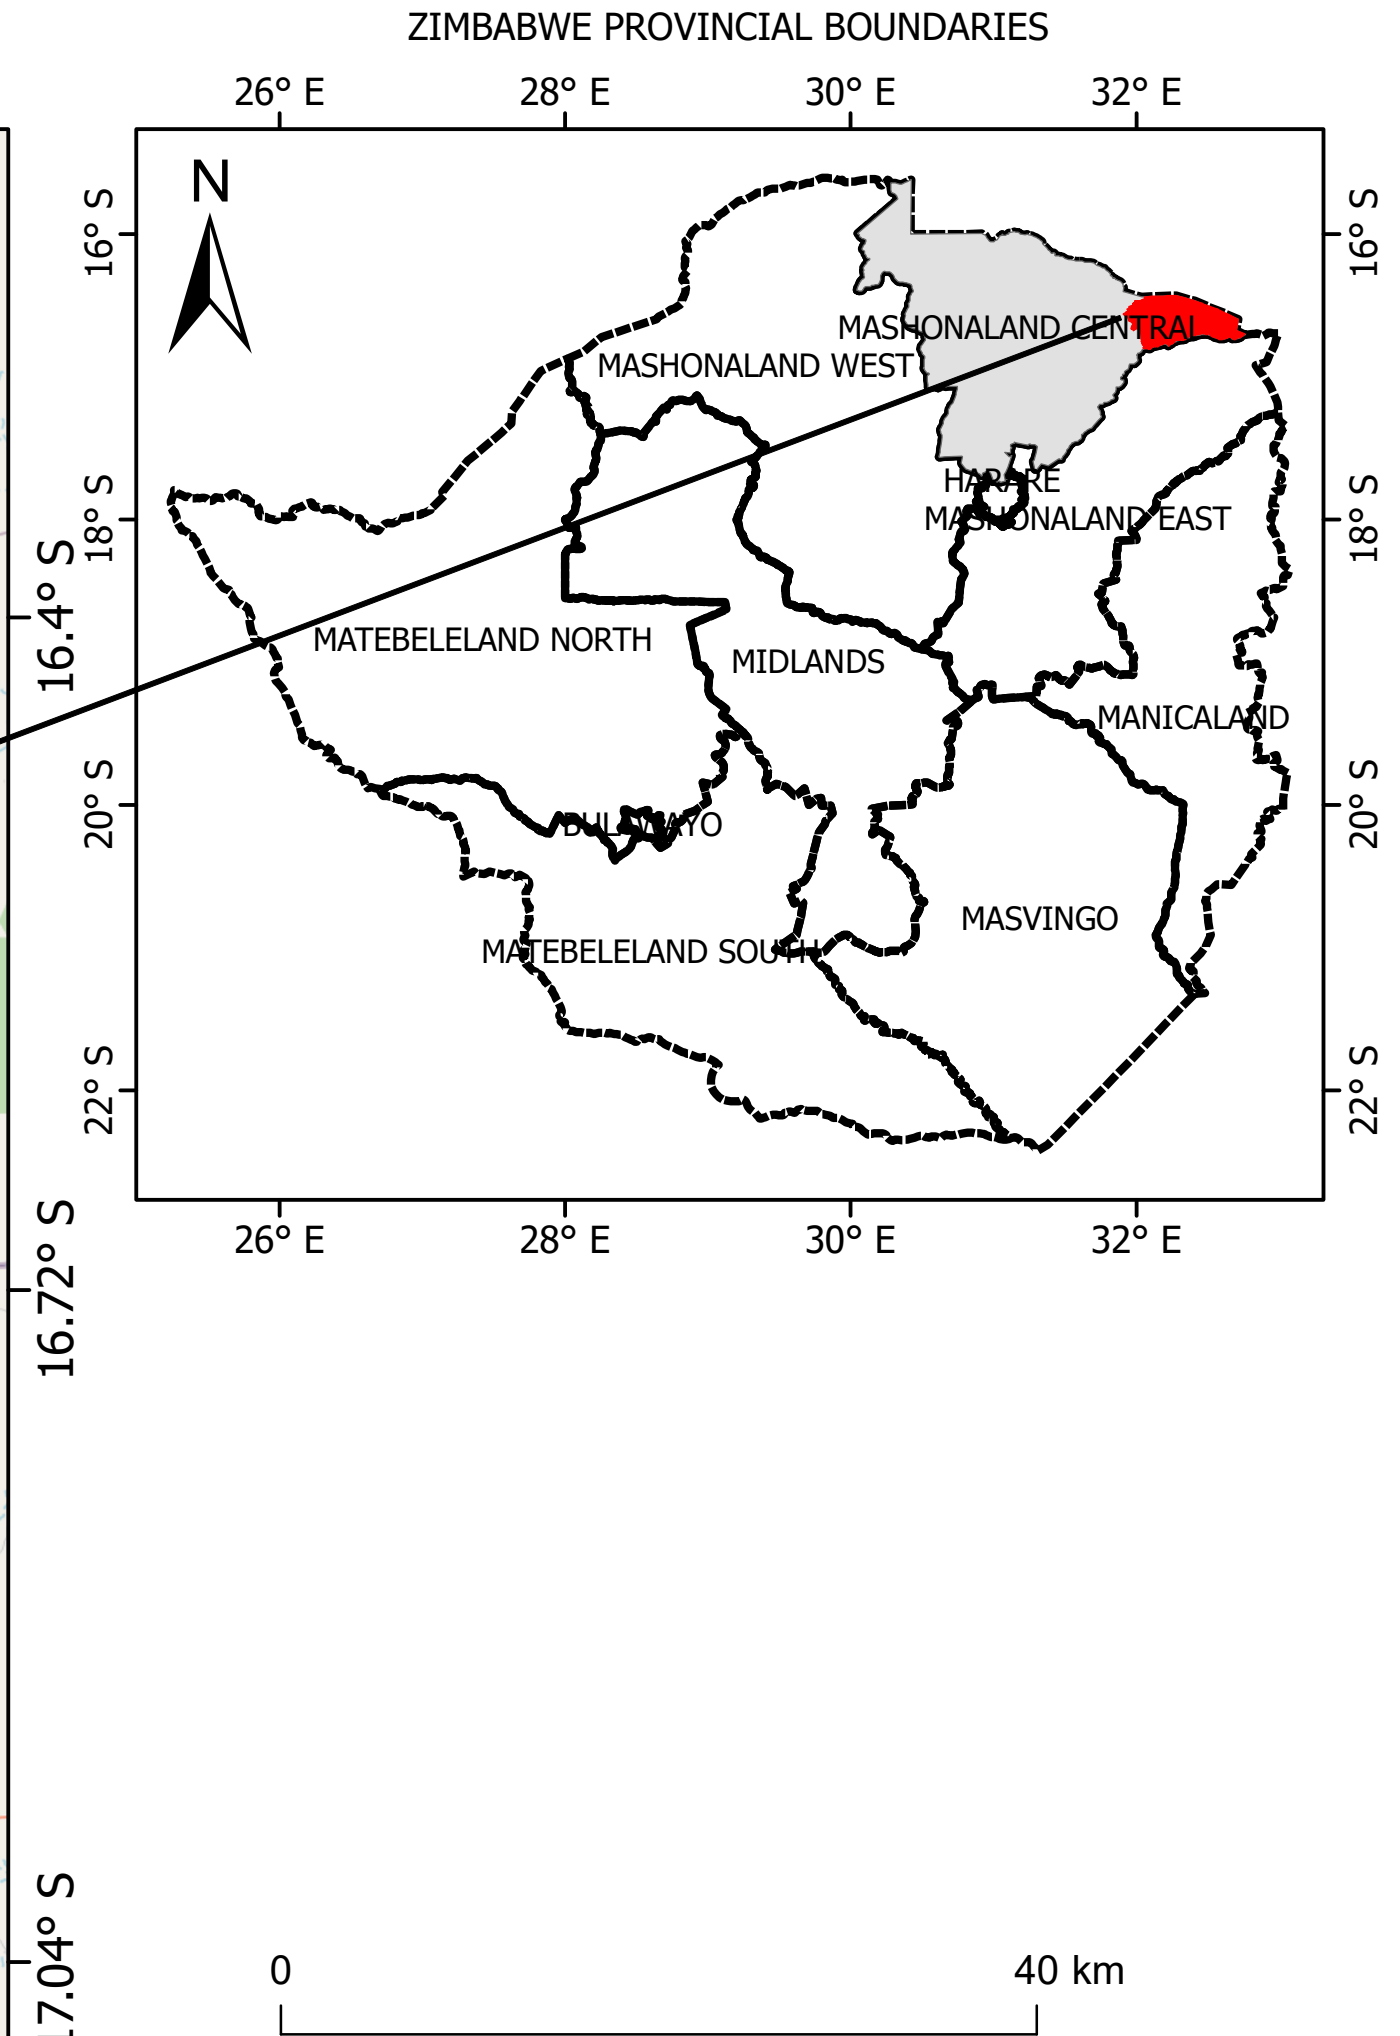 ZIMBABWE PROVINCIAL BOUNDARIES
26° E 28° E 30° E 32° E
N
16° S 16° S
MASHONALAND CENTRAL
MASHONALAND WEST
HARARE
18° S 18° S
MASHONALAND EAST
16.4° S
MATEBELELAND NORTH
MIDLANDS
MANICALAND
20° S 20° S
BULAWAYO
MASVINGO
MATEBELELAND SOUTH
22° S 22° S
26° E 28° E 30° E 32° E
16.72° S
17.04° S
0 40 km